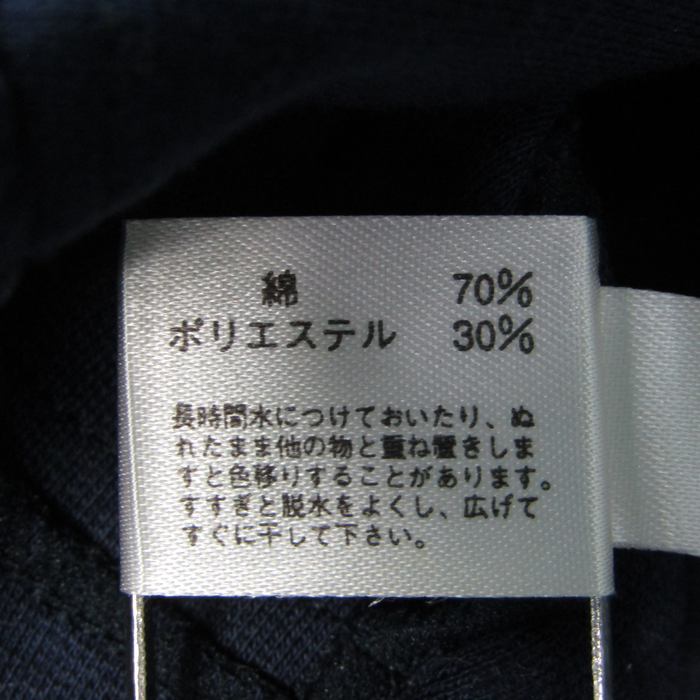 綿 70%
ポリエステル 30%
長時間水につけておいたり、ぬ
れたまま他の物と重ね置きしま
すと色移りすることがあります。
すすぎと脱水をよくし、広げて
すぐに干して下さい。